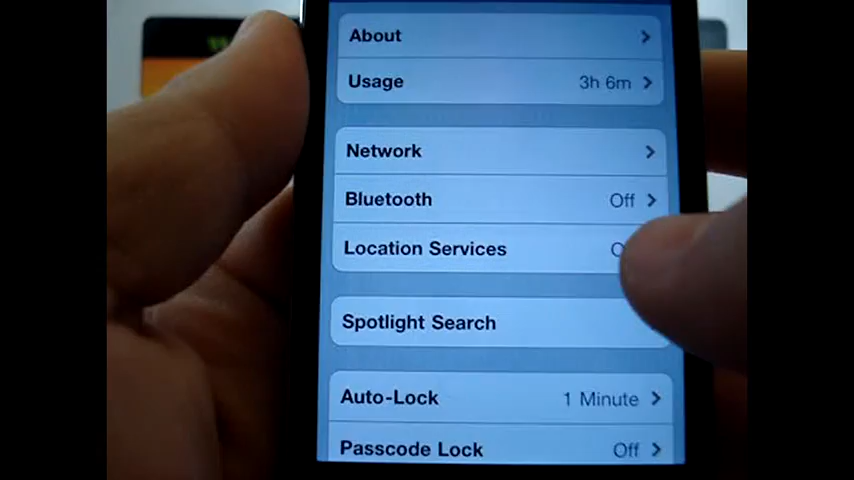 About
Usage 3h 6m
Network
Bluetooth Off
Location Services
Spotlight Search
Auto-Lock 1 Minute
Passcode Lock Off